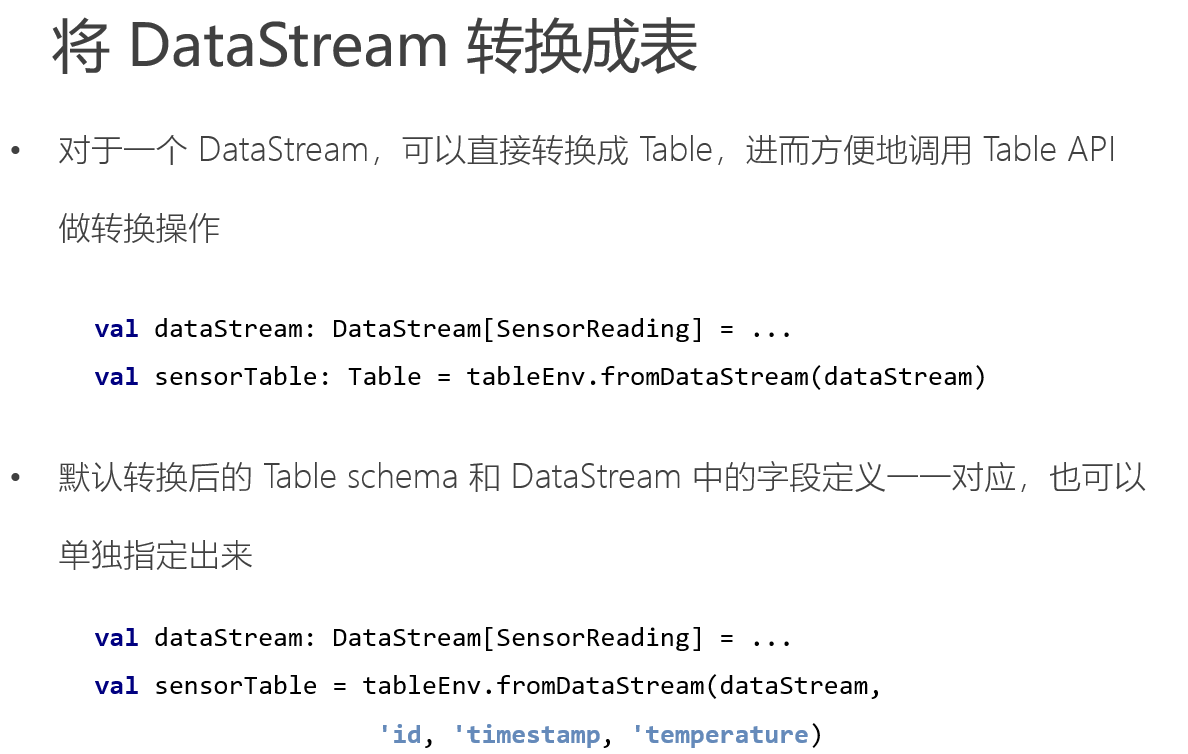 将 DataStream 转换成表
• 对于一个 DataStream，可以直接转换成 Table，进而方便地调用 Table API
做转换操作
val dataStream: DataStream[SensorReading] = ...
val sensorTable: Table = tableEnv.fromDataStream(dataStream)
• 默认转换后的 Table schema 和 DataStream 中的字段定义一一对应，也可以
单独指定出来
val dataStream: DataStream[SensorReading] = ...
val sensorTable = tableEnv.fromDataStream(dataStream,
'id, 'timestamp, 'temperature)